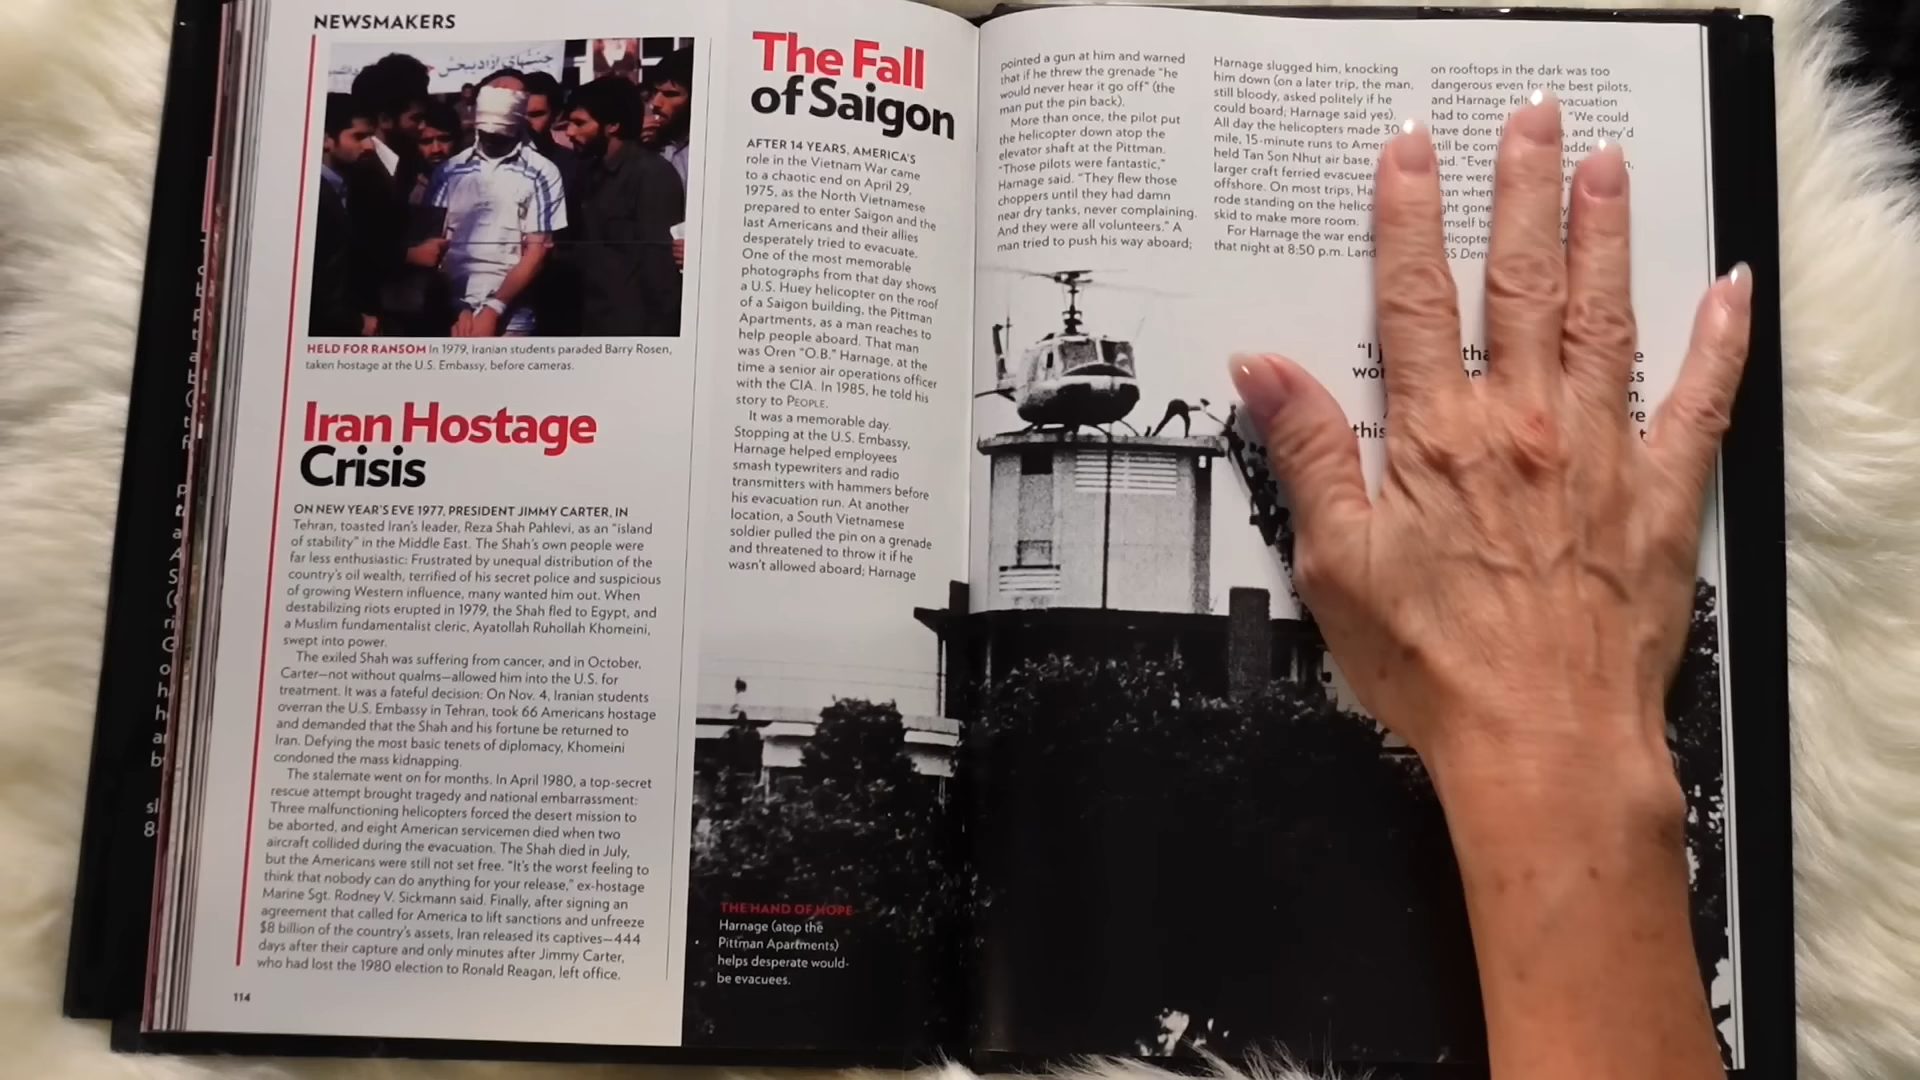 NEWSMAKERS
جشنهای آزادیبخش
HELD FOR RANSOM In 1979, Iranian students paraded Barry Rosen,
taken hostage at the U.S. Embassy, before cameras.
Iran Hostage
Crisis
ON NEW YEAR'S EVE 1977, PRESIDENT JIMMY CARTER, IN
Tehran, toasted Iran's leader, Reza Shah Pahlevi, as an "island
of stability" in the Middle East. The Shah's own people were
far less enthusiastic: Frustrated by unequal distribution of the
country's oil wealth, terrified of his secret police and suspicious
of growing Western influence, many wanted him out. When
destabilizing riots erupted in 1979, the Shah fled to Egypt, and
a Muslim fundamentalist cleric, Ayatollah Ruhollah Khomeini,
swept into power.
The exiled Shah was suffering from cancer, and in October,
Carter—not without qualms—allowed him into the U.S. for
treatment. It was a fateful decision: On Nov. 4, Iranian students
overran the U.S. Embassy in Tehran, took 66 Americans hostage
and demanded that the Shah and his fortune be returned to
Iran. Defying the most basic tenets of diplomacy, Khomeini
condoned the mass kidnapping.
The stalemate went on for months. In April 1980, a top-secret
rescue attempt brought tragedy and national embarrassment:
Three malfunctioning helicopters forced the desert mission to
be aborted, and eight American servicemen died when two
aircraft collided during the evacuation. The Shah died in July,
but the Americans were still not set free. "It's the worst feeling to
think that nobody can do anything for your release," ex-hostage
Marine Sgt. Rodney V. Sickmann said. Finally, after signing an
agreement that called for America to lift sanctions and unfreeze
$8 billion of the country's assets, Iran released its captives—444
days after their capture and only minutes after Jimmy Carter,
who had lost the 1980 election to Ronald Reagan, left office.
114
The Fall
of Saigon
AFTER 14 YEARS, AMERICA'S
role in the Vietnam War came
to a chaotic end on April 29,
1975, as the North Vietnamese
prepared to enter Saigon and the
last Americans and their allies
desperately tried to evacuate.
One of the most memorable
photographs from that day shows
a U.S. Huey helicopter on the roof
of a Saigon building, the Pittman
Apartments, as a man reaches to
help people aboard. That man
was Oren "O.B." Harnage, at the
time a senior air operations officer
with the CIA. In 1985, he told his
story to PEOPLE.
It was a memorable day.
Stopping at the U.S. Embassy,
Harnage helped employees
smash typewriters and radio
transmitters with hammers before
his evacuation run. At another
location, a South Vietnamese
soldier pulled the pin on a grenade
and threatened to throw it if he
wasn't allowed aboard; Harnage
THE HAND OF HOPE
Harnage (atop the
Pittman Apartments)
helps desperate would-
be evacuees.
pointed a gun at him and warned
that if he threw the grenade "he
would never hear it go off" (the
man put the pin back).
More than once, the pilot put
the helicopter down atop the
elevator shaft at the Pittman.
"Those pilots were fantastic,"
Harnage said. "They flew those
choppers until they had damn
near dry tanks, never complaining.
And they were all volunteers." A
man tried to push his way aboard;
Harnage slugged him, knocking
him down (on a later trip, the man,
still bloody, asked politely if he
could board; Harnage said yes).
All day the helicopters made 30
mile, 15-minute runs to
held Tan Son Nhut air base,
larger craft ferried
offshore. On most trips,
rode standing on the
skid to make more room.
For Harnage the war
that night at 8:50 p.m.
on rooftops in the dark was too
dangerous even for the best pilots,
and Harnage
had to come "We could
have done and they'd
still be
when
gone
"I
this